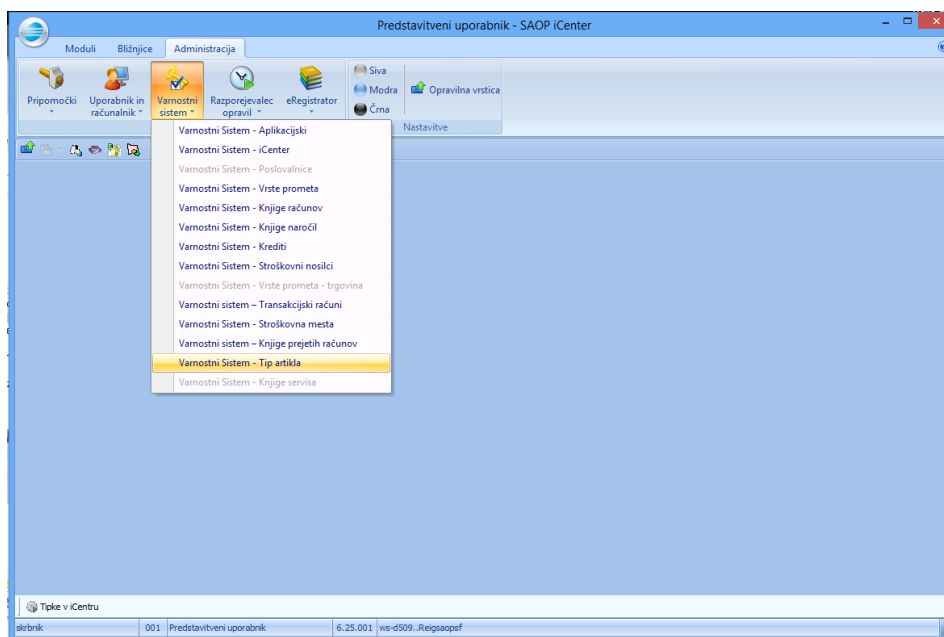 Predstavitveni uporabnik - SAOP iCenter
Moduli Bližnjice Administracija
Pripomočki
Uporabnik in računalnik
Varnostni sistem
Razporejevalec opravil
eRegistrator
Siva
Modra
Črna
Opravilna vrstica
Nastavitve
Varnostni Sistem - Aplikacijski
Varnostni Sistem - iCenter
Varnostni Sistem - Poslovalnice
Varnostni Sistem - Vrste prometa
Varnostni Sistem - Knjige računov
Varnostni Sistem - Knjige naročil
Varnostni Sistem - Krediti
Varnostni Sistem - Stroškovni nosilci
Varnostni Sistem - Vrste prometa - trgovina
Varnostni sistem – Transakcijski računi
Varnostni Sistem - Stroškovna mesta
Varnostni sistem – Knjige prejetih računov
Varnostni Sistem - Tip artikla
Varnostni Sistem - Knjige servisa
Tipke v iCentru
skrbnik 001 Predstavitveni uporabnik 6.25.001 ws-d509..Reigsaopsf